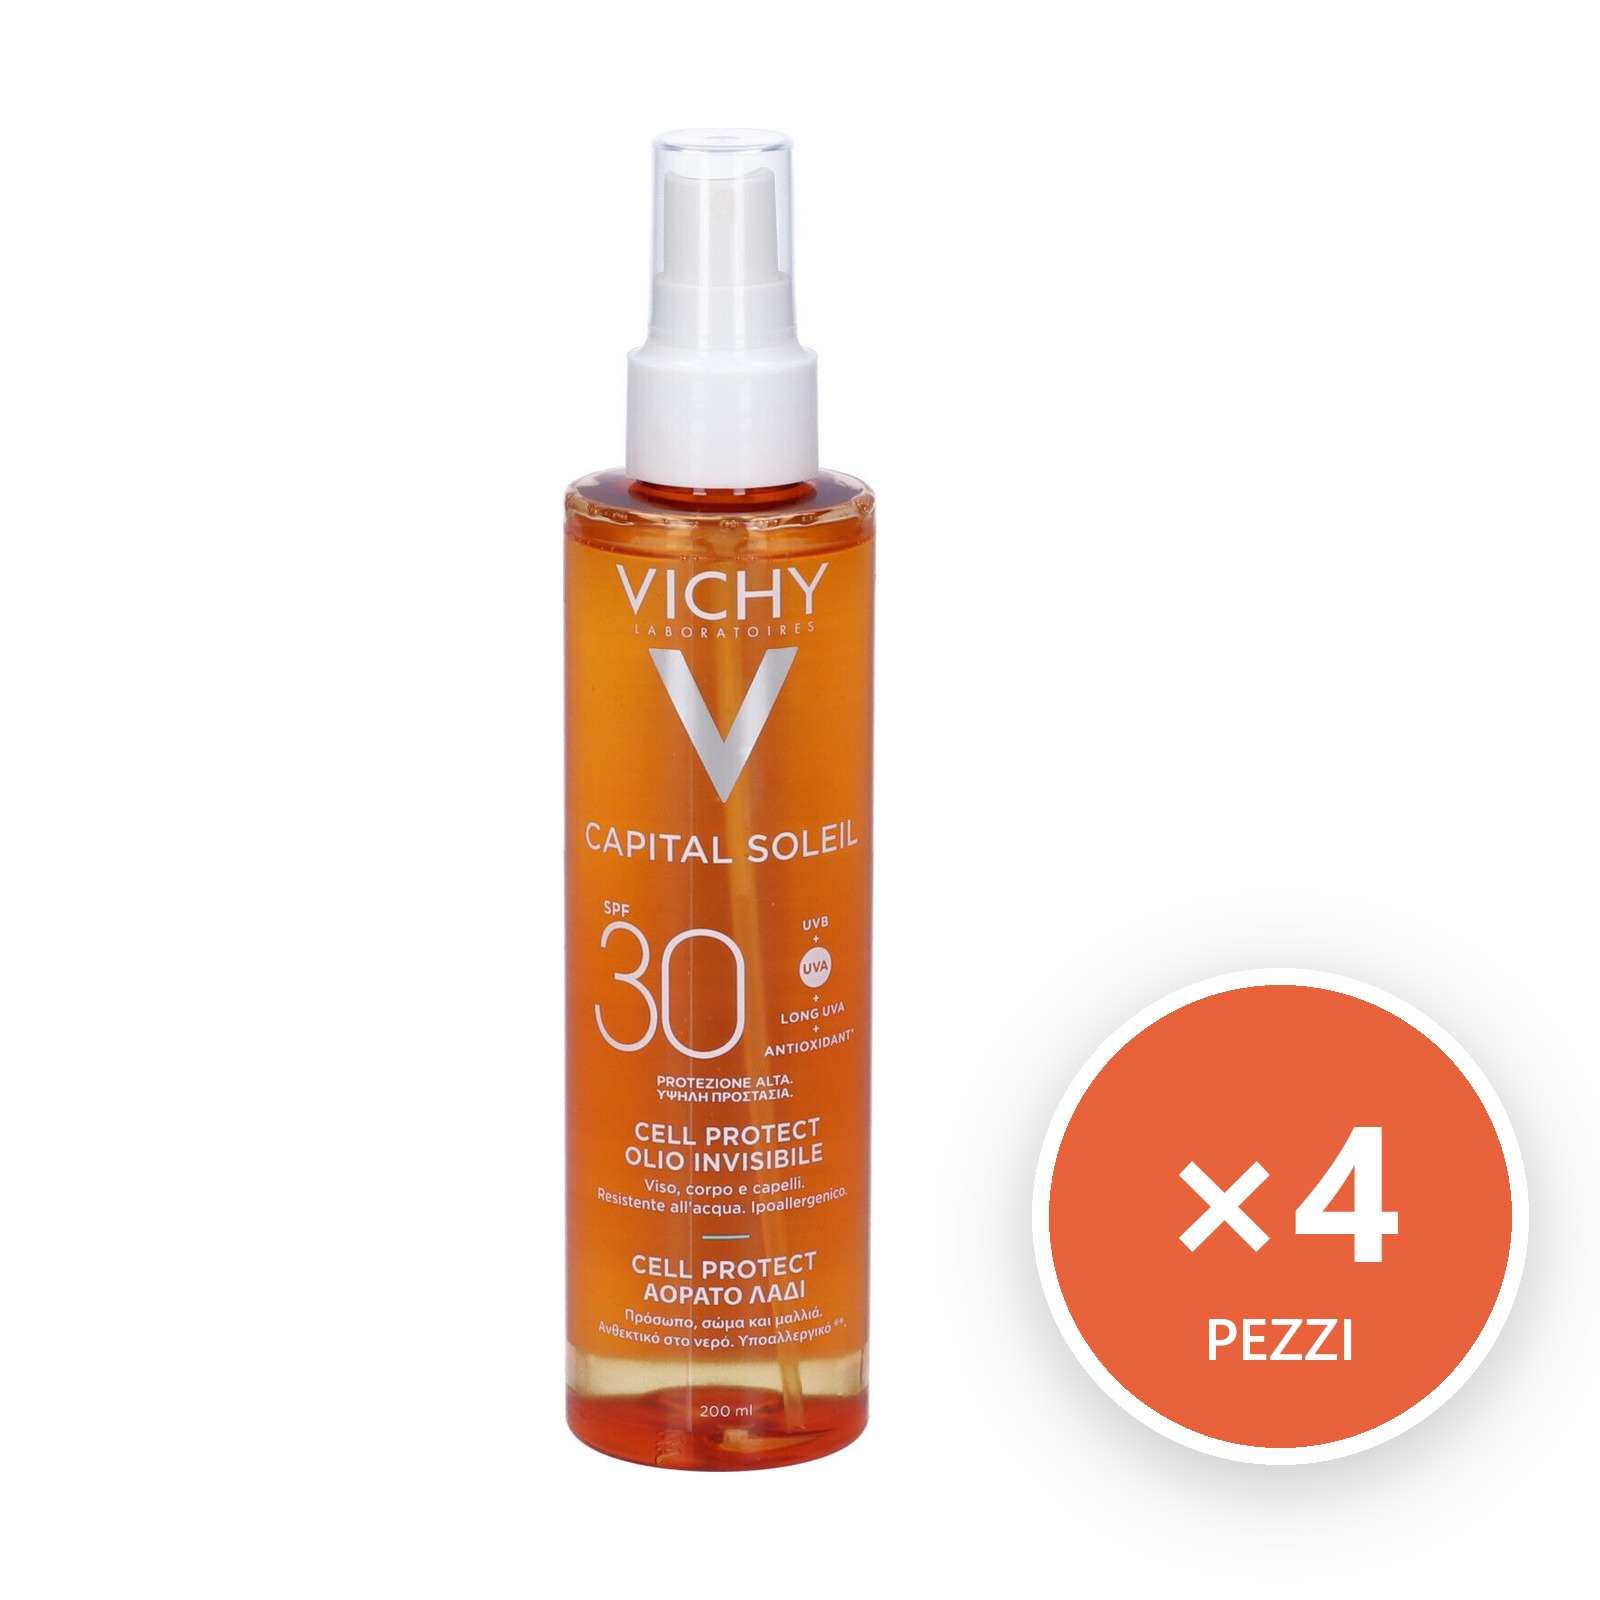 VICHY
LABORATOIRES
CAPITAL SOLEIL
SPF
30
UVB
+
UVA
+
LONG UVA
+
ANTIOXIDANT*
PROTEZIONE ALTA.
ΥΨΗΛΗ ΠΡΟΣΤΑΣΙΑ.
CELL PROTECT
OLIO INVISIBILE
Viso, corpo e capelli.
Resistente all'acqua. Ipoallergenico.
CELL PROTECT
ΑΟΡΑΤΟ ΛΑΔΙ
Πρόσωπο, σώμα και μαλλιά.
Ανθεκτικό στο νερό. Υποαλλεργικό**.
200 ml
×4
PEZZI